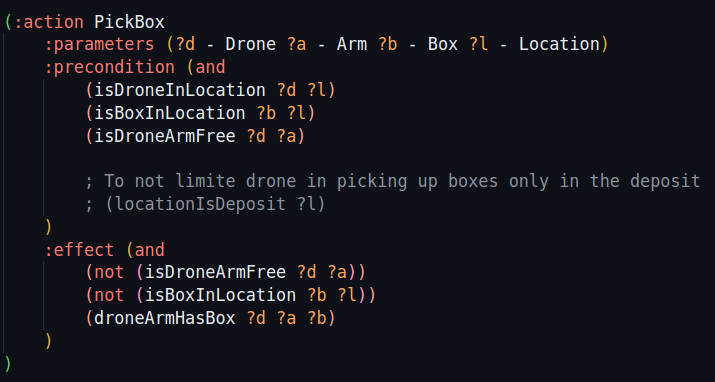 (:action PickBox
    :parameters (?d - Drone ?a - Arm ?b - Box ?l - Location)
    :precondition (and
        (isDroneInLocation ?d ?l)
        (isBoxInLocation ?b ?l)
        (isDroneArmFree ?d ?a)

        ; To not limite drone in picking up boxes only in the deposit
        ; (locationIsDeposit ?l)
    )
    :effect (and
        (not (isDroneArmFree ?d ?a))
        (not (isBoxInLocation ?b ?l))
        (droneArmHasBox ?d ?a ?b)
    )
)